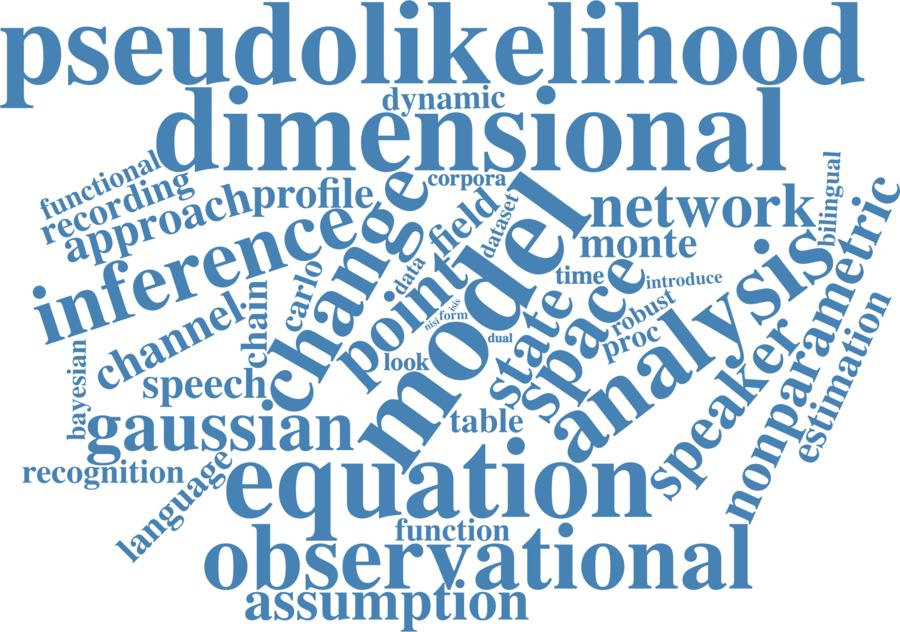 pseudolikelihood
dynamic
dimensional
functional
recording
approach
profile
corpora
change
field
dataset
model
network
bilingual
monte
inference
carlo
data
point
time
space
introduce
nonparametric
analysis
channel
chain
nisi
form
isis
dual
state
robust
proc
speaker
estimation
bayesian
speech
look
gaussian
table
recognition
language
equation
function
observational
assumption